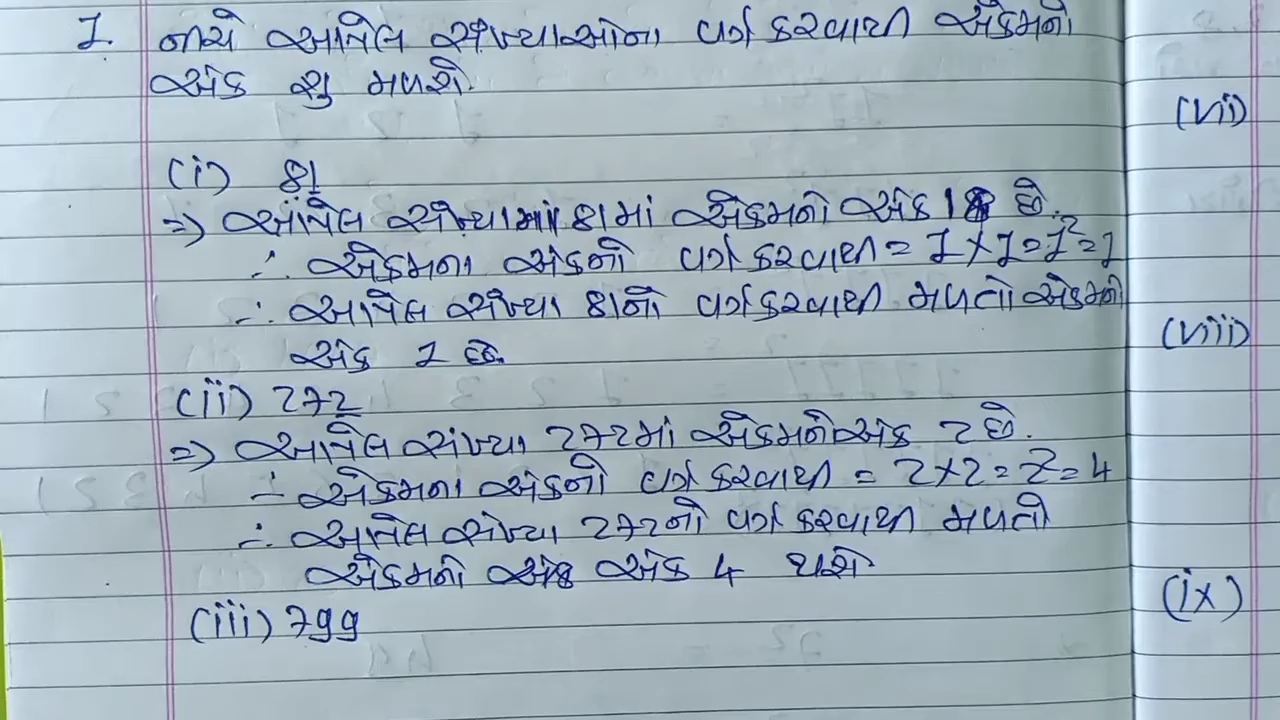 1. નીચે આપેલ સંખ્યાઓના વર્ગ કરવાથી એકમનો
અંક શુ મળશે.
(vii)
(i) 81
=> આપેલ સંખ્યામાં 81માં એકમનો અંક 1 છે.
∴ એકમના અંકનો વર્ગ કરવાથી = 1 × 1 = 1² = 1
∴ આપેલ સંખ્યા 81નો વર્ગ કરવાથી મળતો એકમનો
અંક 1 છે.
(viii)
(ii) 272
=> આપેલ સંખ્યા 272માં એકમનો અંક 2 છે.
∴ એકમના અંકનો વર્ગ કરવાથી = 2 × 2 = 2² = 4
∴ આપેલ સંખ્યા 272નો વર્ગ કરવાથી મળતો
એકમનો અંક 4 થશે
(ix)
(iii) 799